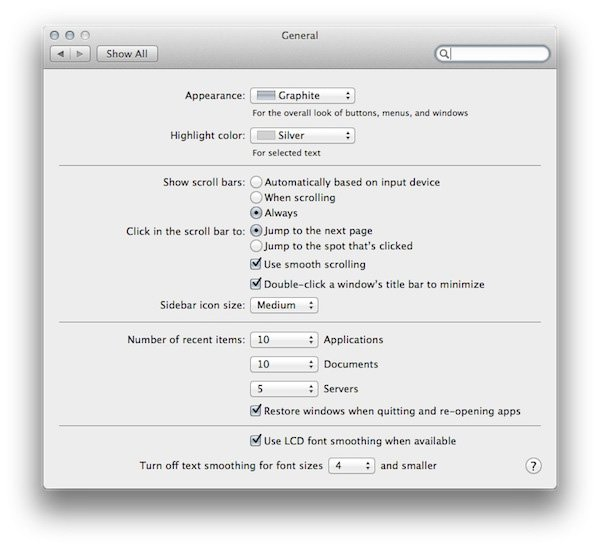 General
Show All
Appearance: Graphite
For the overall look of buttons, menus, and windows
Highlight color: Silver
For selected text
Show scroll bars: Automatically based on input device
When scrolling
Always
Click in the scroll bar to: Jump to the next page
Jump to the spot that's clicked
Use smooth scrolling
Double-click a window's title bar to minimize
Sidebar icon size: Medium
Number of recent items: 10 Applications
10 Documents
5 Servers
Restore windows when quitting and re-opening apps
Use LCD font smoothing when available
Turn off text smoothing for font sizes 4 and smaller ?